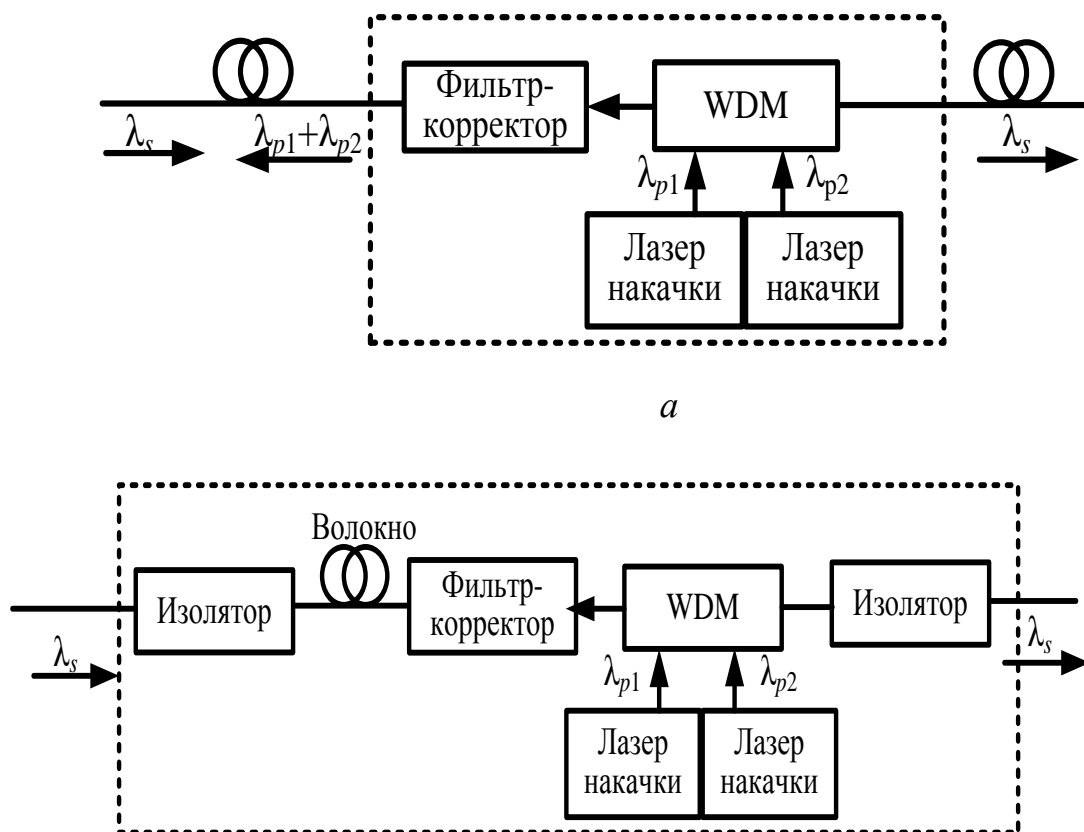 Фильтр-
корректор
WDM
λs
λp1+λp2
λs
λp1
λp2
Лазер
накачки
Лазер
накачки
а
Волокно
Изолятор
Фильтр-
корректор
WDM
Изолятор
λs
λs
λp1
λp2
Лазер
накачки
Лазер
накачки